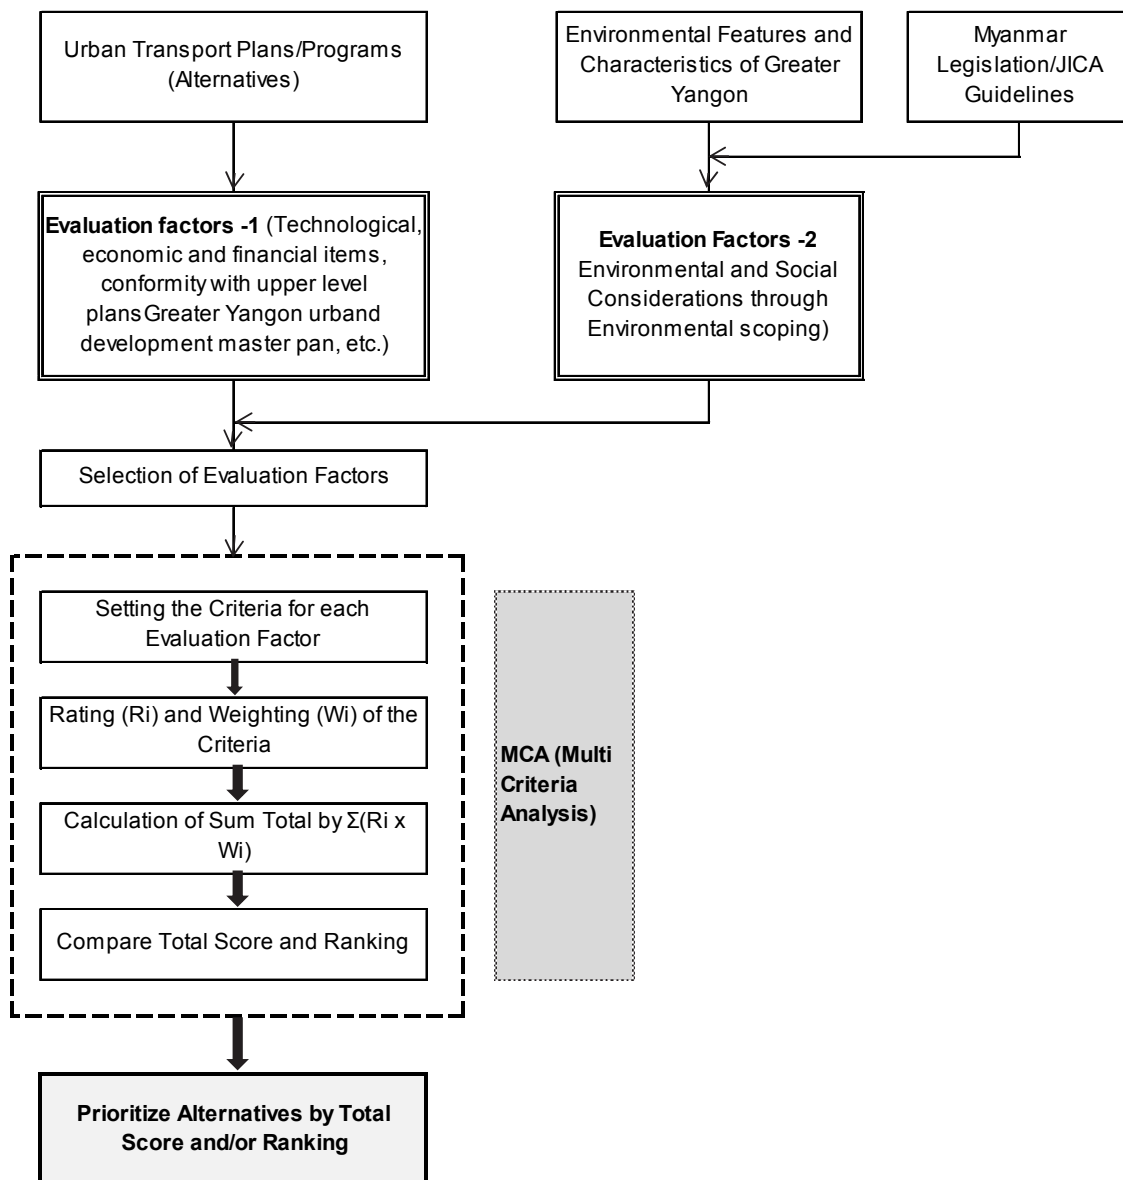 Urban Transport Plans/Programs
(Alternatives)
Environmental Features and
Characteristics of Greater
Yangon
Myanmar
Legislation/JICA
Guidelines
Evaluation factors -1 (Technological,
economic and financial items,
conformity with upper level
plansGreater Yangon urband
development master pan, etc.)
Evaluation Factors -2
Environmental and Social
Considerations through
Environmental scoping)
Selection of Evaluation Factors
Setting the Criteria for each
Evaluation Factor
Rating (Ri) and Weighting (Wi) of the
Criteria
Calculation of Sum Total by Σ(Ri x
Wi)
Compare Total Score and Ranking
MCA (Multi
Criteria
Analysis)
Prioritize Alternatives by Total
Score and/or Ranking